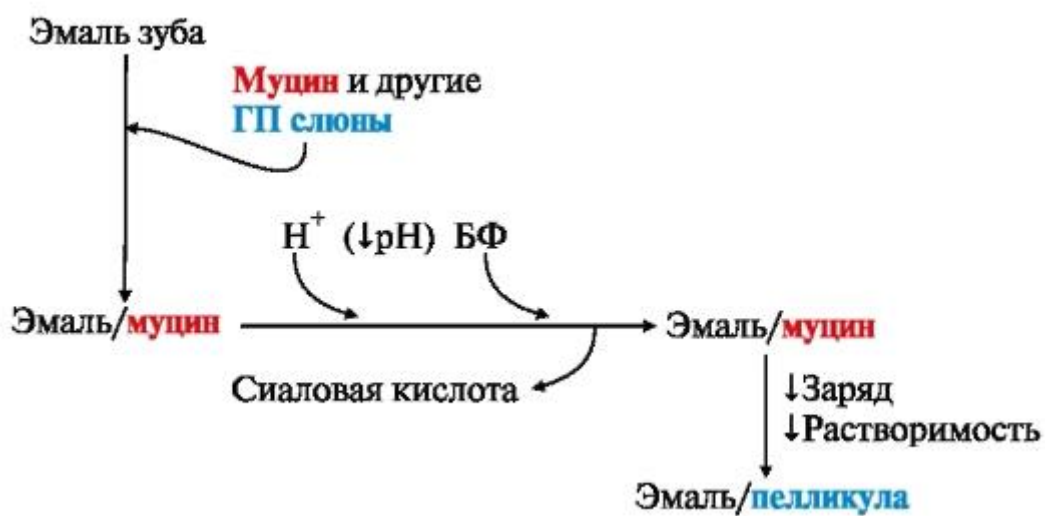 Эмаль зуба
Муцин и другие
ГП слюны
H⁺ (↓pH) БФ
Эмаль/муцин
Эмаль/муцин
Сиаловая кислота
↓Заряд
↓Растворимость
Эмаль/пелликула